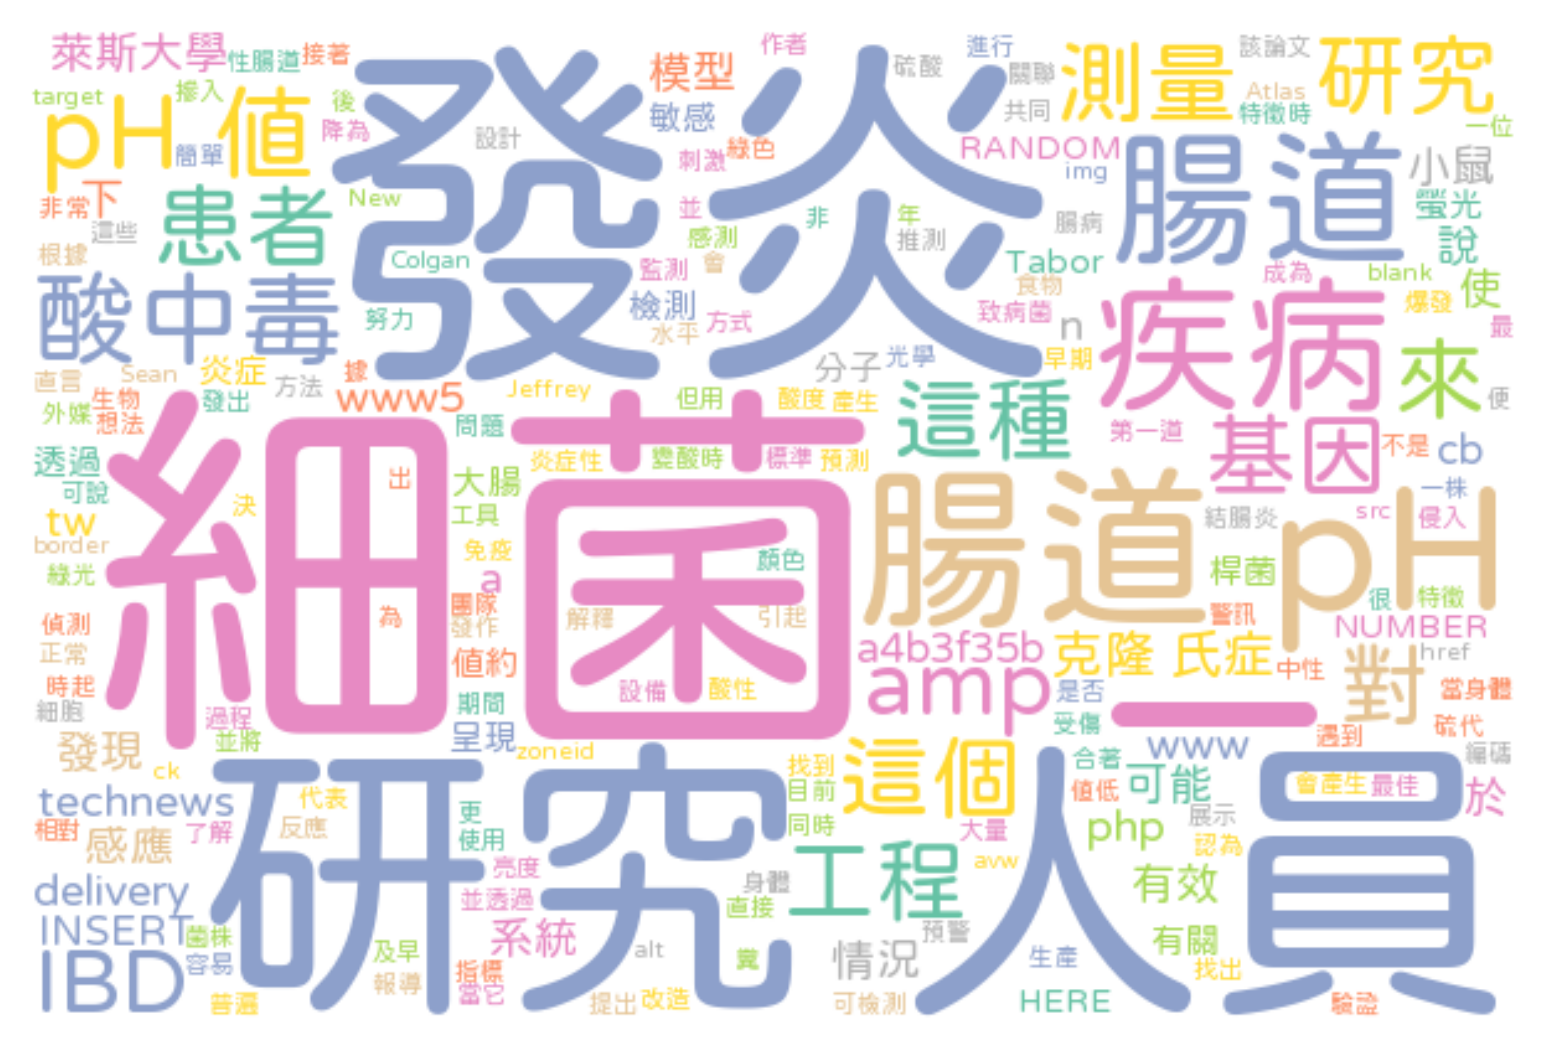 萊斯大學 性腸道 接著 發炎 模型 作者 硫酸 進行 關聯 測量 該論文 研究
target 摻入 後 pH 值 降為 簡單 設計 敏感 刺激 綠色 共同 Atlas 特徵時 一位
RANDOM img 腸道 小鼠
非常 下 這些 患者 New 並 非 年 腸病 螢光
根據 Colgan 感測 會 推測 Tabor 說
酸中毒 監測 食物 成為 blank 使
努力 檢測 水平 方式 致病菌 n 疾病 爆發 最
直言 Sean 炎症 方法 據 分子 光學 早期 來
外媒 生物 想法 發出 www5 Jeffrey 但用 酸度 產生 這種 便
透過 細菌 問題 第一道 基因 不是 cb
可說 出 大腸 炎症性 變酸時 標準 預測 一株
tw 決 工具 腸道 pH 結腸炎 src 侵入
border 免疫 顏色
綠光 a 桿菌 很 特徵
偵測 為 團隊 發作 解釋 引起 警訊 NUMBER
正常 值約 a4b3f35b 克隆 氏症 中性 對 href
時起 設備 酸性 amp 是否 一 當身體
細胞 過程 期間 受傷 硫代
發現 並將 呈現 zoneid 這個 www 遇到 編碼
ck 找到 合著
technews 代表 研究 人員 目前 值低 可能 會產生 最佳 於
相對 感應 了解 反應 更 使用 同時 大量 php 展示 認為
delivery 亮度 身體 工程 avw 有效
INSERT 菌株 並透過 系統 直接 預警 有關
IBD 容易 及早 alt 糞 情況 生產 找出
普遍 報導 指標 當它 提出 改造 可檢測 HERE 驗證